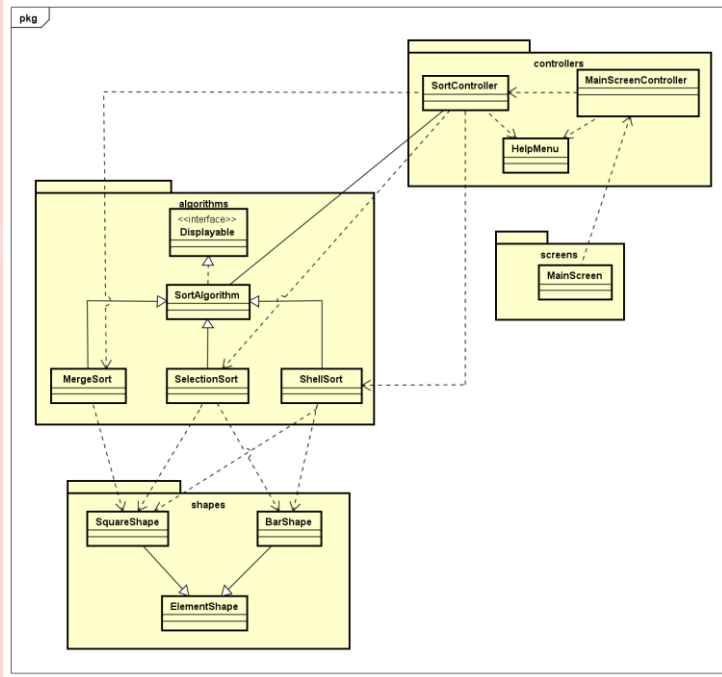 pkg
controllers
SortController
MainScreenController
HelpMenu
algorithms
<<interface>>
Displayable
screens
MainScreen
SortAlgorithm
MergeSort
SelectionSort
ShellSort
shapes
SquareShape
BarShape
ElementShape